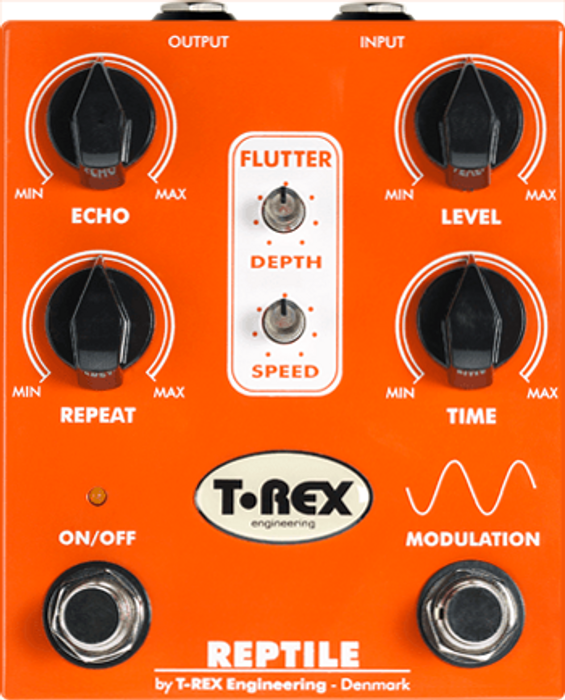 OUTPUT
INPUT
FLUTTER
MIN
MAX
ECHO
MIN
MAX
LEVEL
DEPTH
SPEED
MIN
MAX
REPEAT
MIN
MAX
TIME
T•REX
engineering
ON/OFF
MODULATION
REPTILE
by T-REX Engineering - Denmark